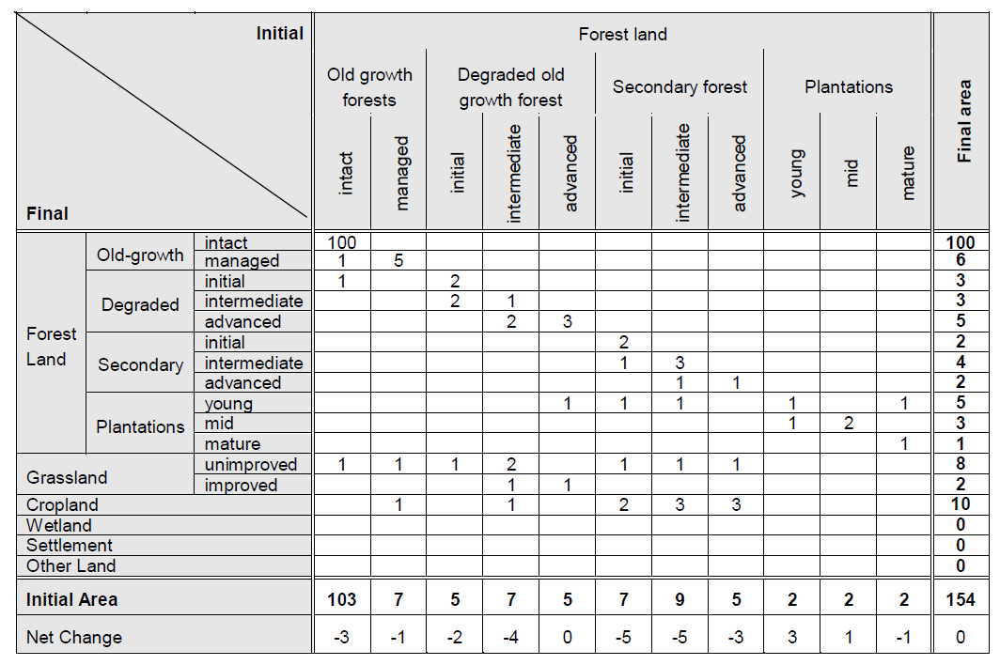 Initial Forest land
Old growth forests Degraded old growth forest Secondary forest Plantations Final area
Final intact managed initial intermediate advanced initial intermediate advanced young mid mature
Forest Land Old-growth intact 100 100
managed 1 5 6
Degraded initial 1 2 3
intermediate 2 1 3
advanced 2 3 5
Secondary initial 2 2
intermediate 1 3 4
advanced 1 1 2
Plantations young 1 1 1 1 1 5
mid 1 2 3
mature 1 1
Grassland unimproved 1 1 1 2 1 1 1 8
improved 1 1 2
Cropland 1 1 2 3 3 10
Wetland 0
Settlement 0
Other Land 0
Initial Area 103 7 5 7 5 7 9 5 2 2 2 154
Net Change -3 -1 -2 -4 0 -5 -5 -3 3 1 -1 0